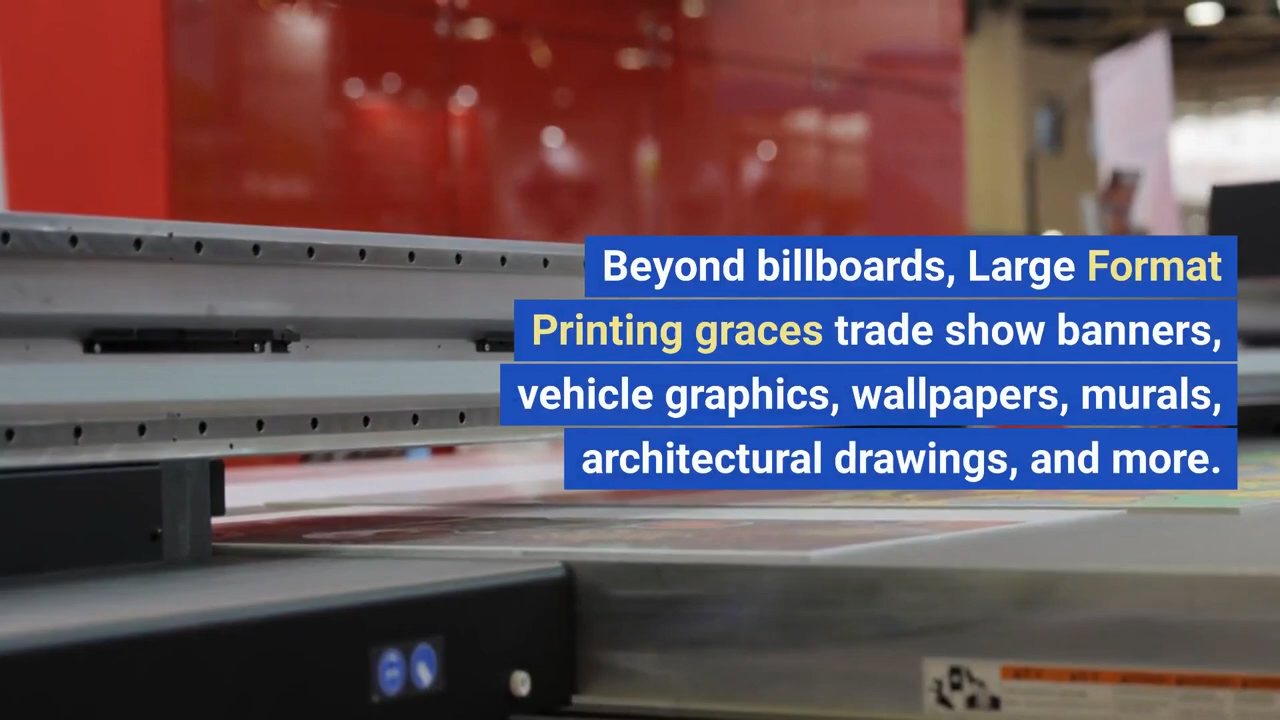 Beyond billboards, Large Format
Printing graces trade show banners,
vehicle graphics, wallpapers, murals,
architectural drawings, and more.